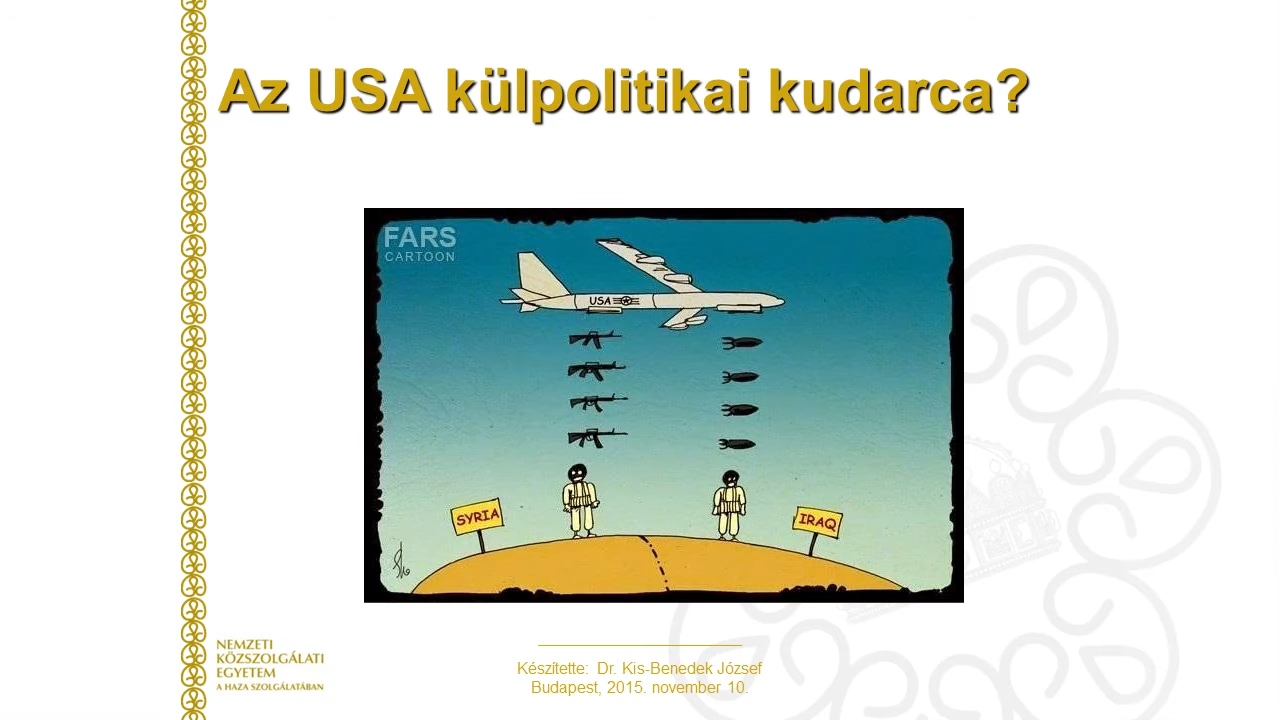 Az USA külpolitikai kudarca?
FARS
CARTOON
USA
SYRIA
IRAQ
NEMZETI
KÖZSZOLGÁLATI
EGYETEM
A HAZA SZOLGÁLATÁBAN
Készítette: Dr. Kis-Benedek József
Budapest, 2015. november 10.